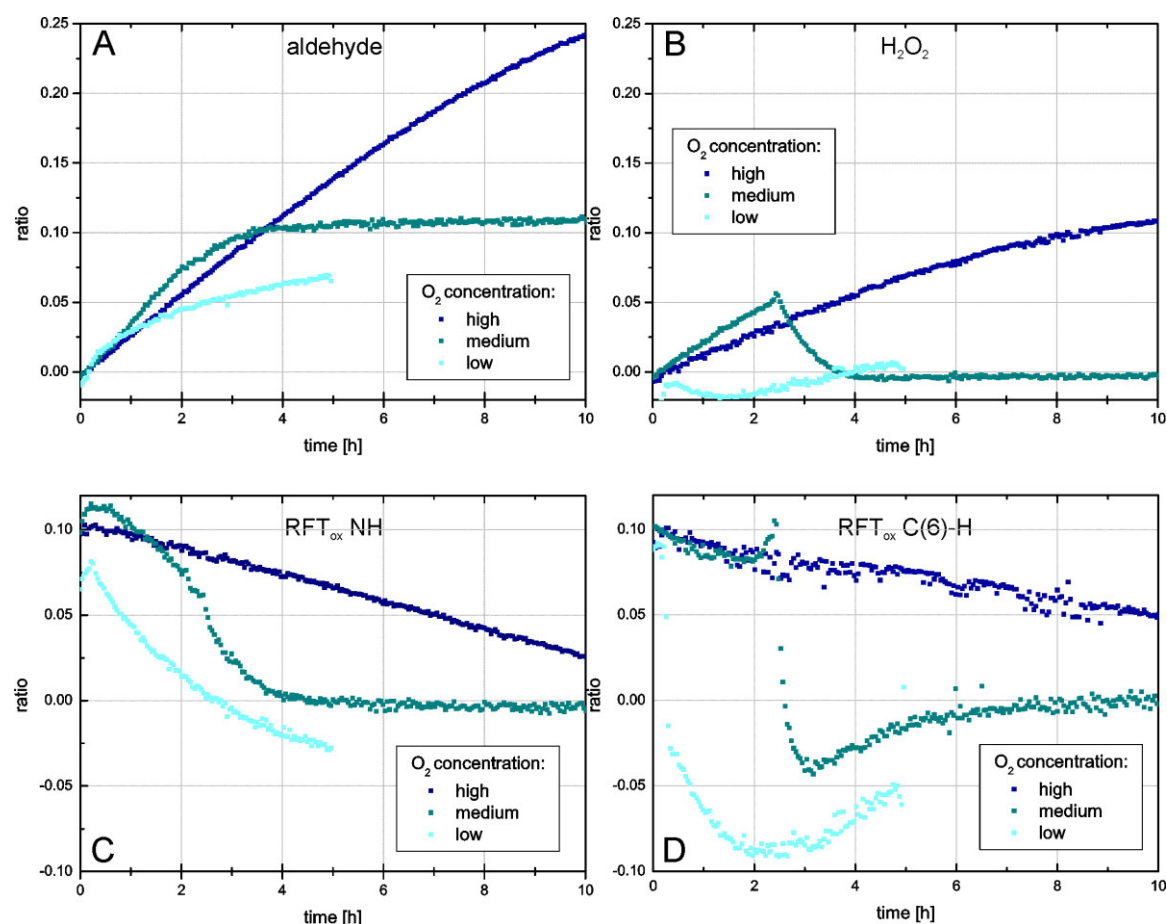 A
aldehyde
ratio
0.25
0.20
0.15
0.10
0.05
0.00
O2 concentration:
high
medium
low
0 2 4 6 8 10
time [h]
B
H2O2
ratio
0.25
0.20
0.15
0.10
0.05
0.00
O2 concentration:
high
medium
low
0 2 4 6 8 10
time [h]
C
RFTox NH
ratio
0.10
0.05
0.00
-0.05
-0.10
O2 concentration:
high
medium
low
0 2 4 6 8 10
time [h]
D
RFTox C(6)-H
ratio
0.10
0.05
0.00
-0.05
-0.10
O2 concentration:
high
medium
low
0 2 4 6 8 10
time [h]